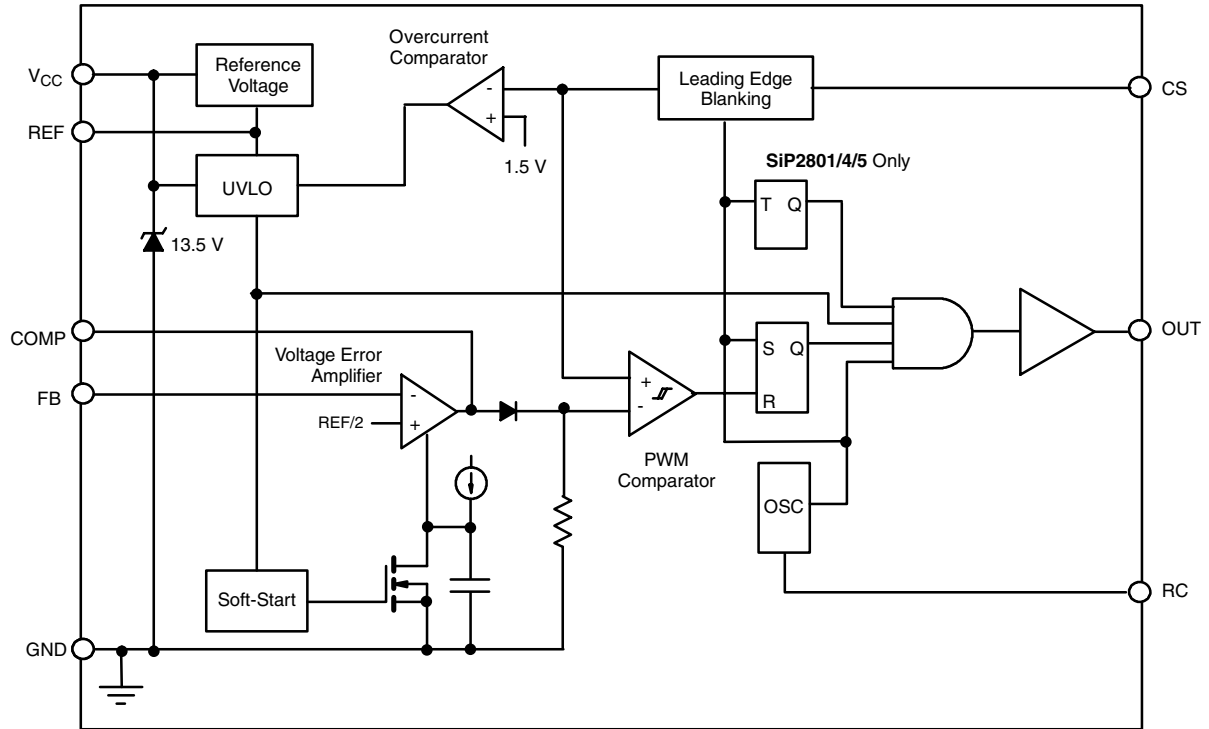 Overcurrent
Comparator
VCC
Reference
Voltage
-
+
1.5 V
Leading Edge
Blanking
CS
REF
UVLO
SiP2801/4/5 Only
T Q
13.5 V
COMP
Voltage Error
Amplifier
FB
-
+
REF/2
+
-
PWM
Comparator
S Q
R
OUT
OSC
Soft-Start
RC
GND